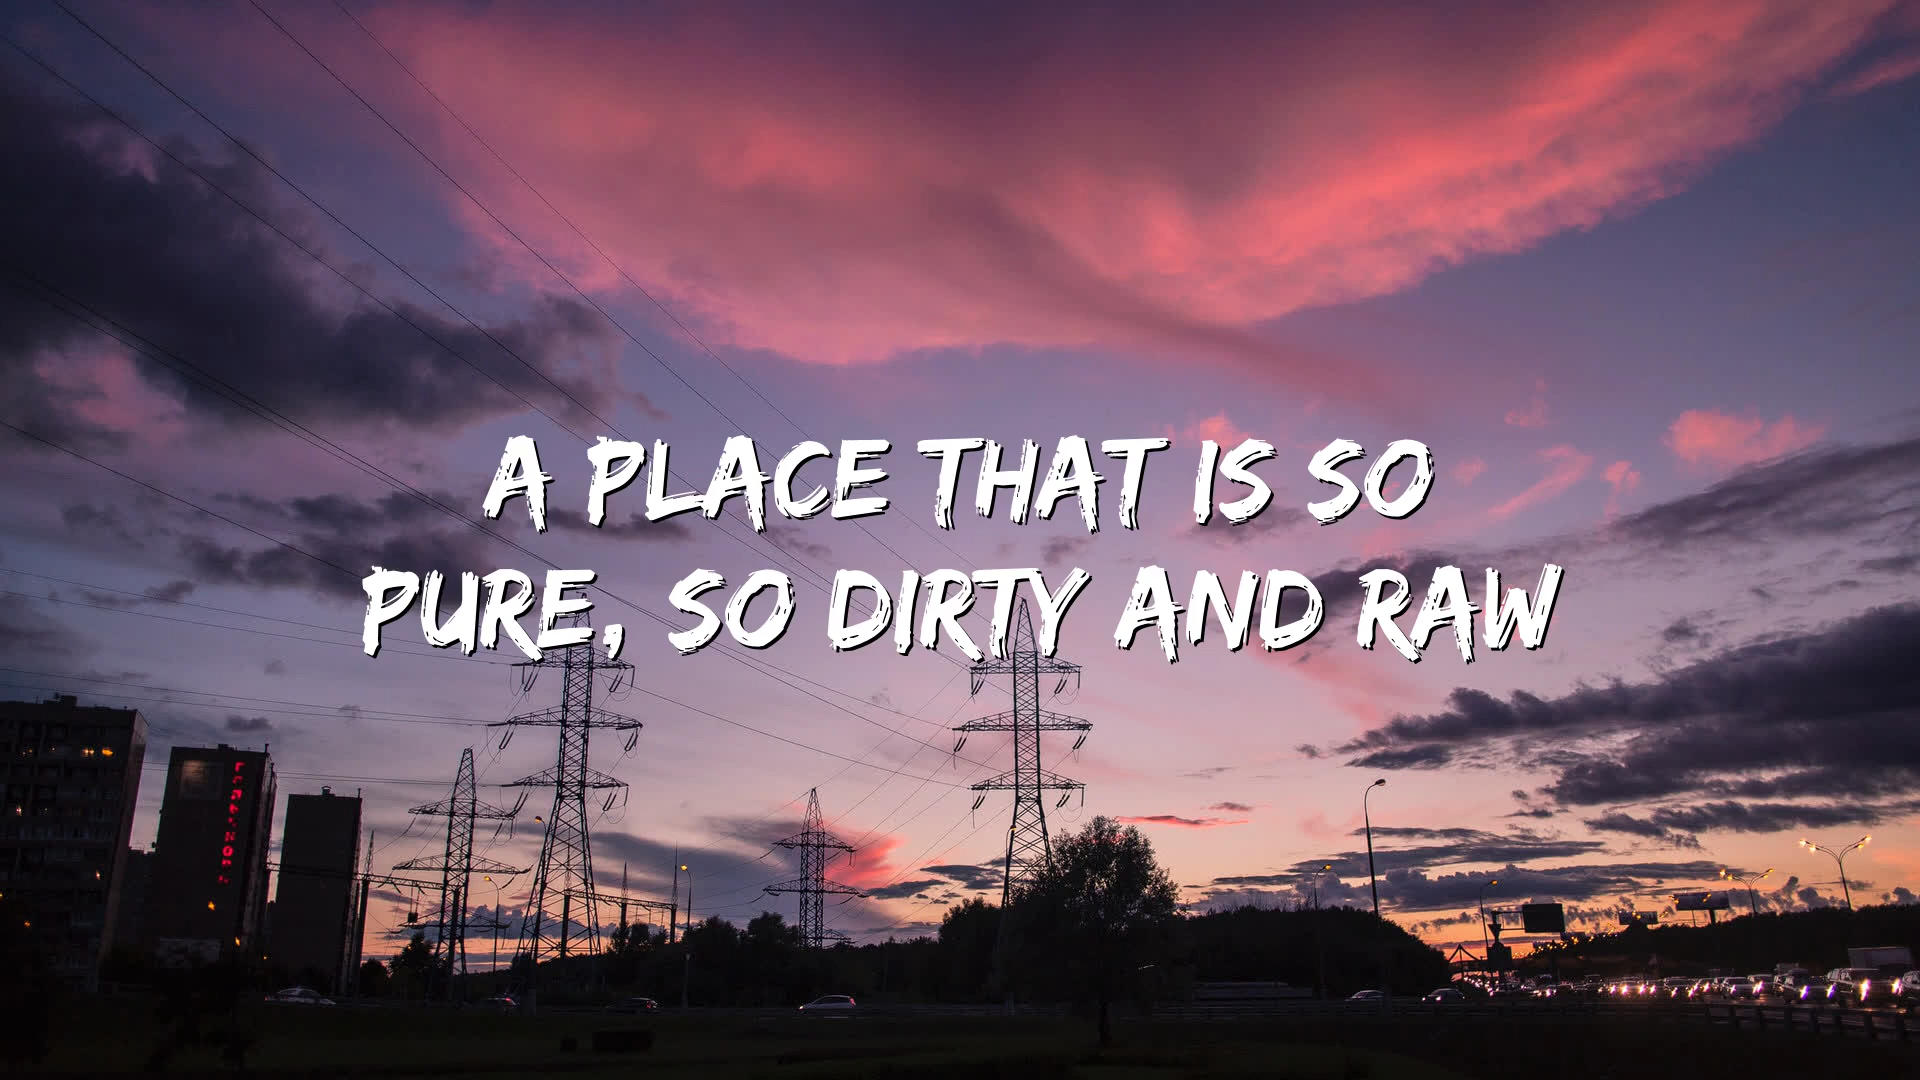 A PLACE THAT IS SO
PURE, SO DIRTY AND RAW